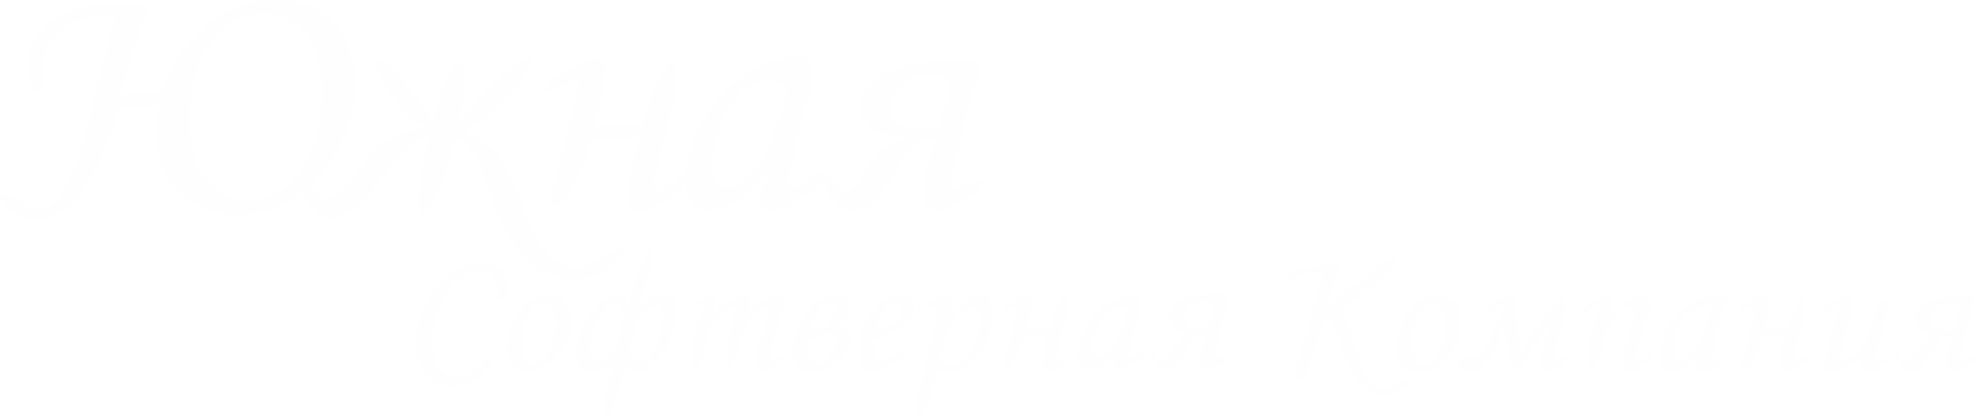 Южная
Софтверная Компания